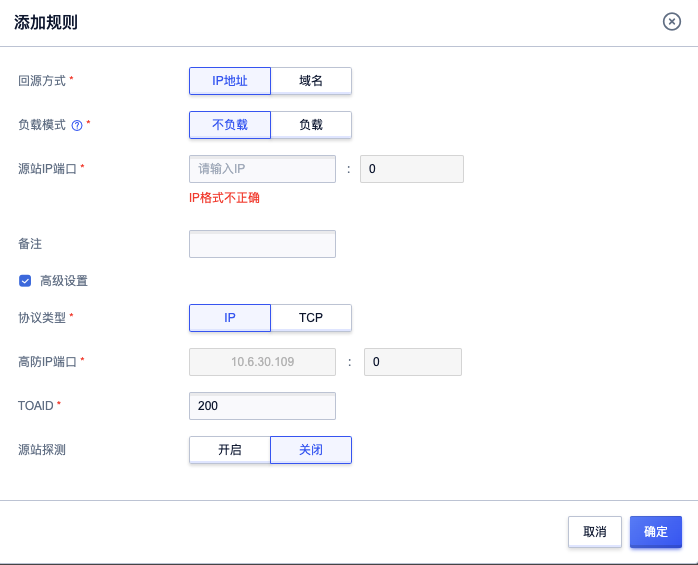 添加规则
回源方式 * IP地址 域名
负载模式 ? * 不负载 负载
源站IP端口 * 请输入IP : 0
IP格式不正确
备注
高级设置
协议类型 * IP TCP
高防IP端口 * 10.6.30.109 : 0
TOAID * 200
源站探测 开启 关闭
取消 确定